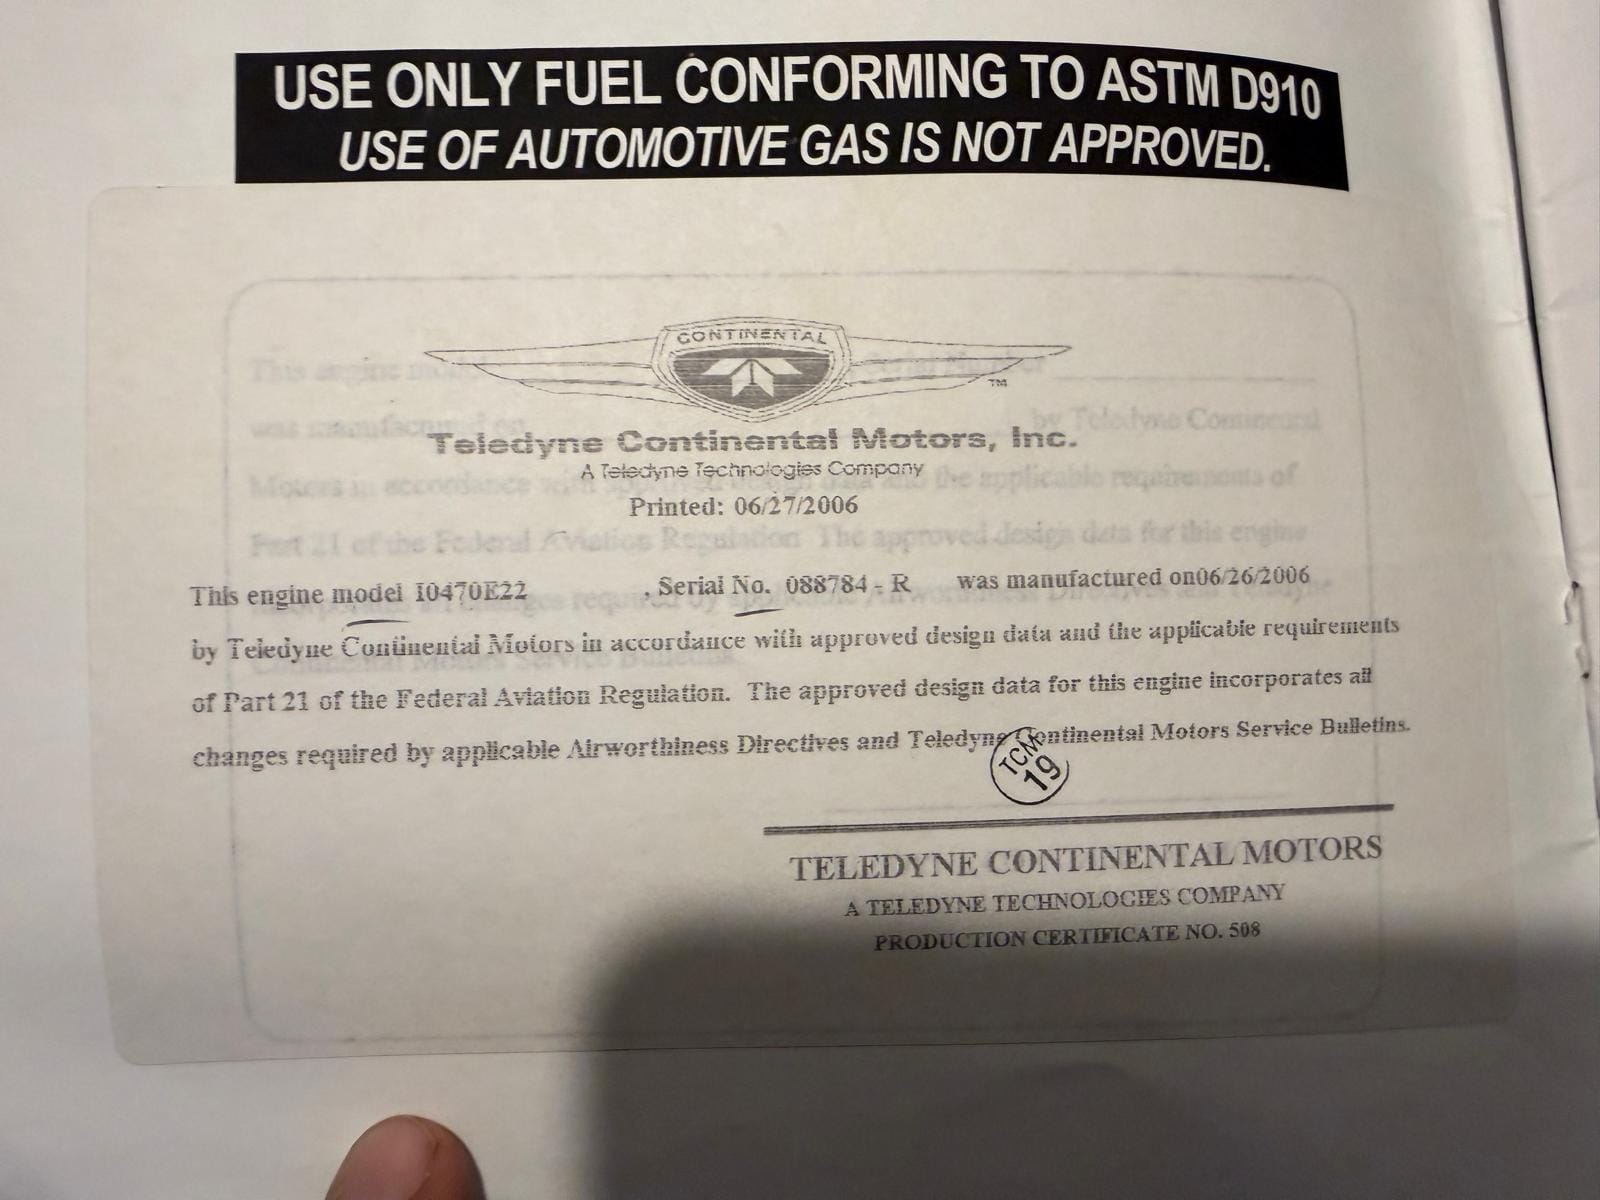 USE ONLY FUEL CONFORMING TO ASTM D910
USE OF AUTOMOTIVE GAS IS NOT APPROVED.
CONTINENTAL
TM
Teledyne Continental Motors, Inc.
A Teledyne Technologies Company
Printed: 06/27/2006
This engine model I0470E22 , Serial No. 088784 - R was manufactured on06/26/2006
by Teledyne Continental Motors in accordance with approved design data and the applicable requirements
of Part 21 of the Federal Aviation Regulation. The approved design data for this engine incorporates all
changes required by applicable Airworthiness Directives and Teledyne Continental Motors Service Bulletins.
TCM
19
TELEDYNE CONTINENTAL MOTORS
A TELEDYNE TECHNOLOGIES COMPANY
PRODUCTION CERTIFICATE NO. 508